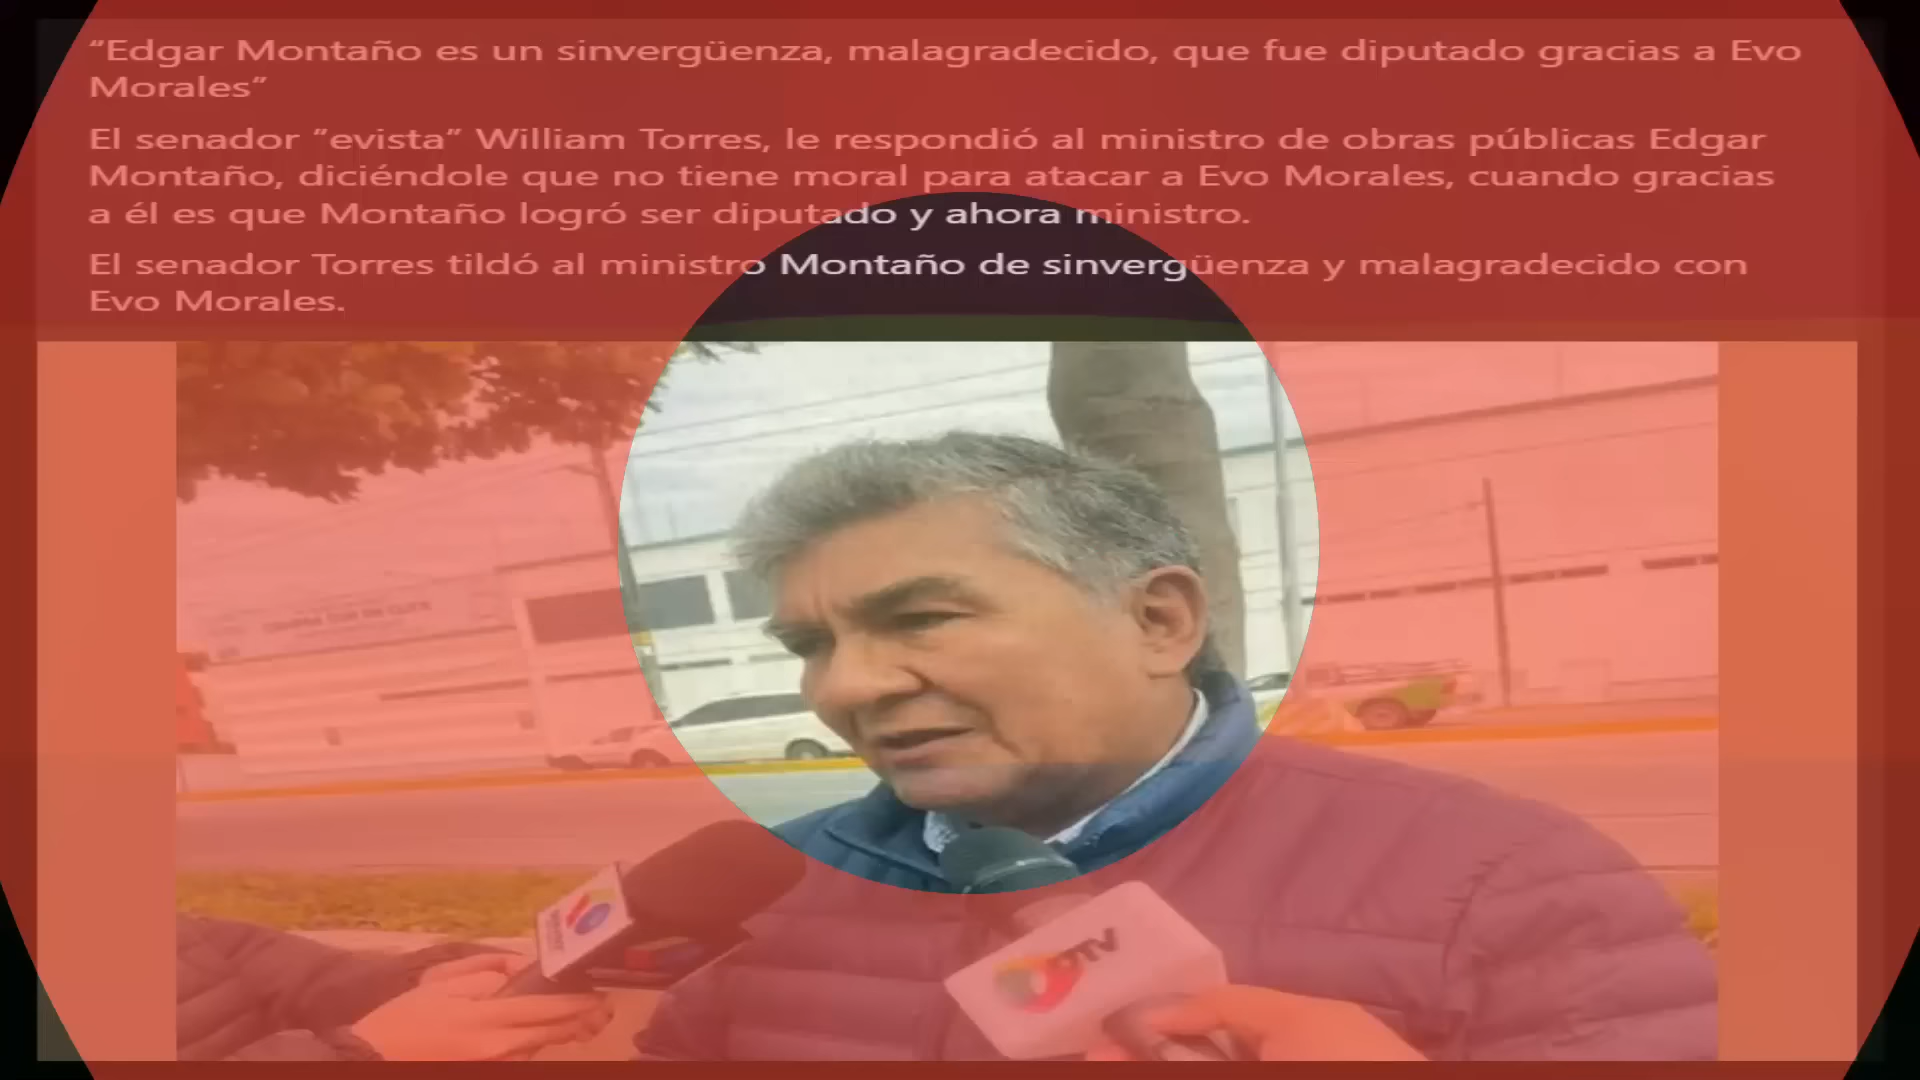 “Edgar Montaño es un sinvergüenza, malagradecido, que fue diputado gracias a Evo
Morales”
El senador “evista” William Torres, le respondió al ministro de obras públicas Edgar
Montaño, diciéndole que no tiene moral para atacar a Evo Morales, cuando gracias
a él es que Montaño logró ser diputado y ahora ministro.
El senador Torres tildó al ministro Montaño de sinvergüenza y malagradecido con
Evo Morales.